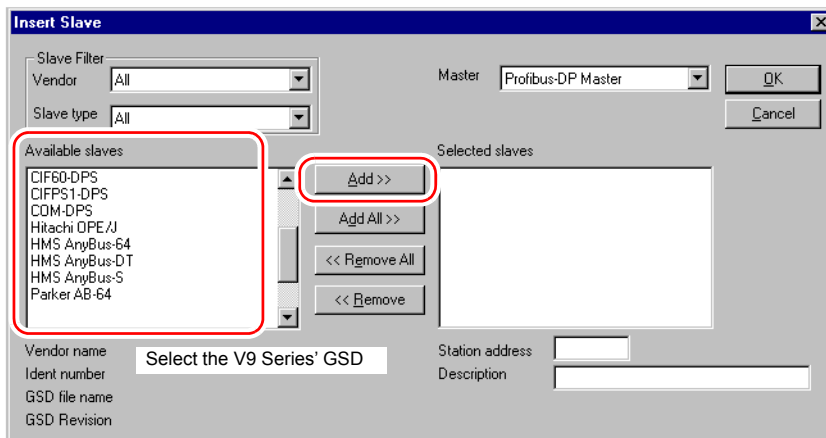 Insert Slave
Slave Filter
Vendor All
Slave type All
Master Profibus-DP Master
OK
Cancel
Available slaves
CIF60-DPS
CIFPS1-DPS
COM-DPS
Hitachi OPE/J
HMS AnyBus-64
HMS AnyBus-DT
HMS AnyBus-S
Parker AB-64
Add >>
Add All >>
<< Remove All
<< Remove
Selected slaves
Vendor name
Ident number
GSD file name
GSD Revision
Select the V9 Series' GSD
Station address
Description